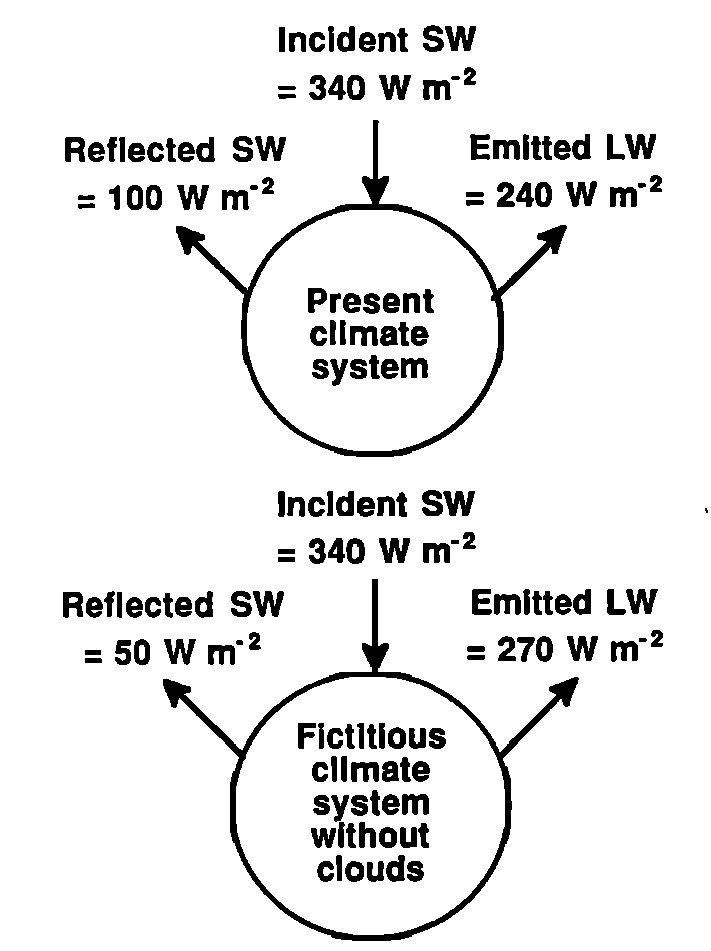 Incident SW
= 340 W m⁻²
Reflected SW
= 100 W m⁻²
Emitted LW
= 240 W m⁻²
Present
climate
system
Incident SW
= 340 W m⁻²
Reflected SW
= 50 W m⁻²
Emitted LW
= 270 W m⁻²
Fictitious
climate
system
without
clouds